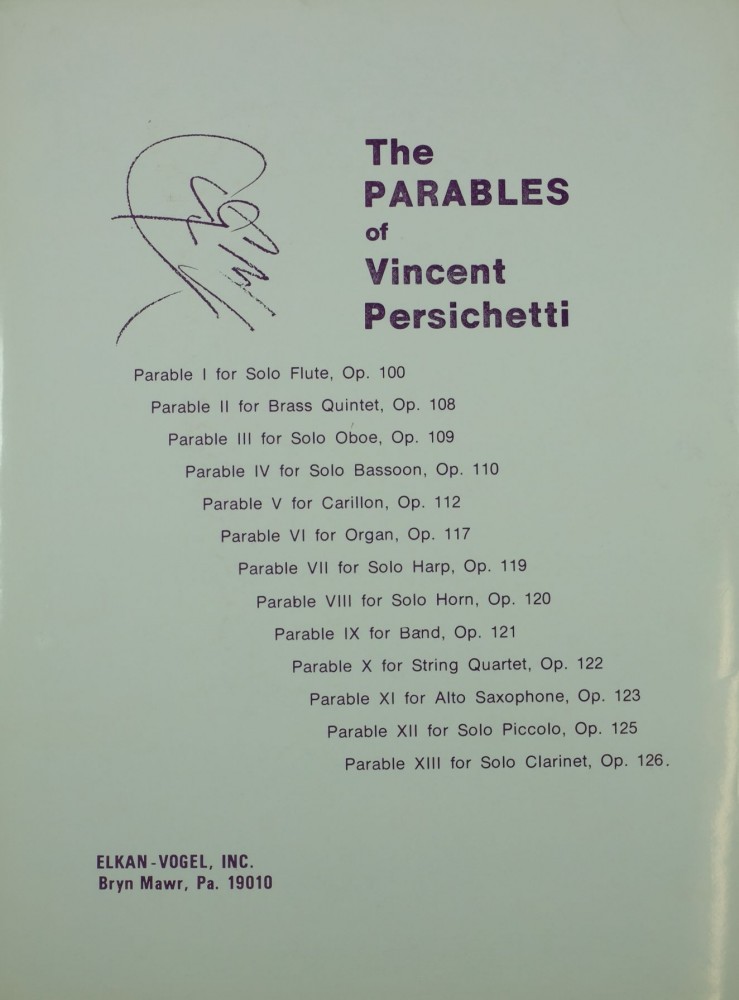 The
PARABLES
of
Vincent
Persichetti
Parable I for Solo Flute, Op. 100
Parable II for Brass Quintet, Op. 108
Parable III for Solo Oboe, Op. 109
Parable IV for Solo Bassoon, Op. 110
Parable V for Carillon, Op. 112
Parable VI for Organ, Op. 117
Parable VII for Solo Harp, Op. 119
Parable VIII for Solo Horn, Op. 120
Parable IX for Band, Op. 121
Parable X for String Quartet, Op. 122
Parable XI for Alto Saxophone, Op. 123
Parable XII for Solo Piccolo, Op. 125
Parable XIII for Solo Clarinet, Op. 126.
ELKAN-VOGEL, INC.
Bryn Mawr, Pa. 19010